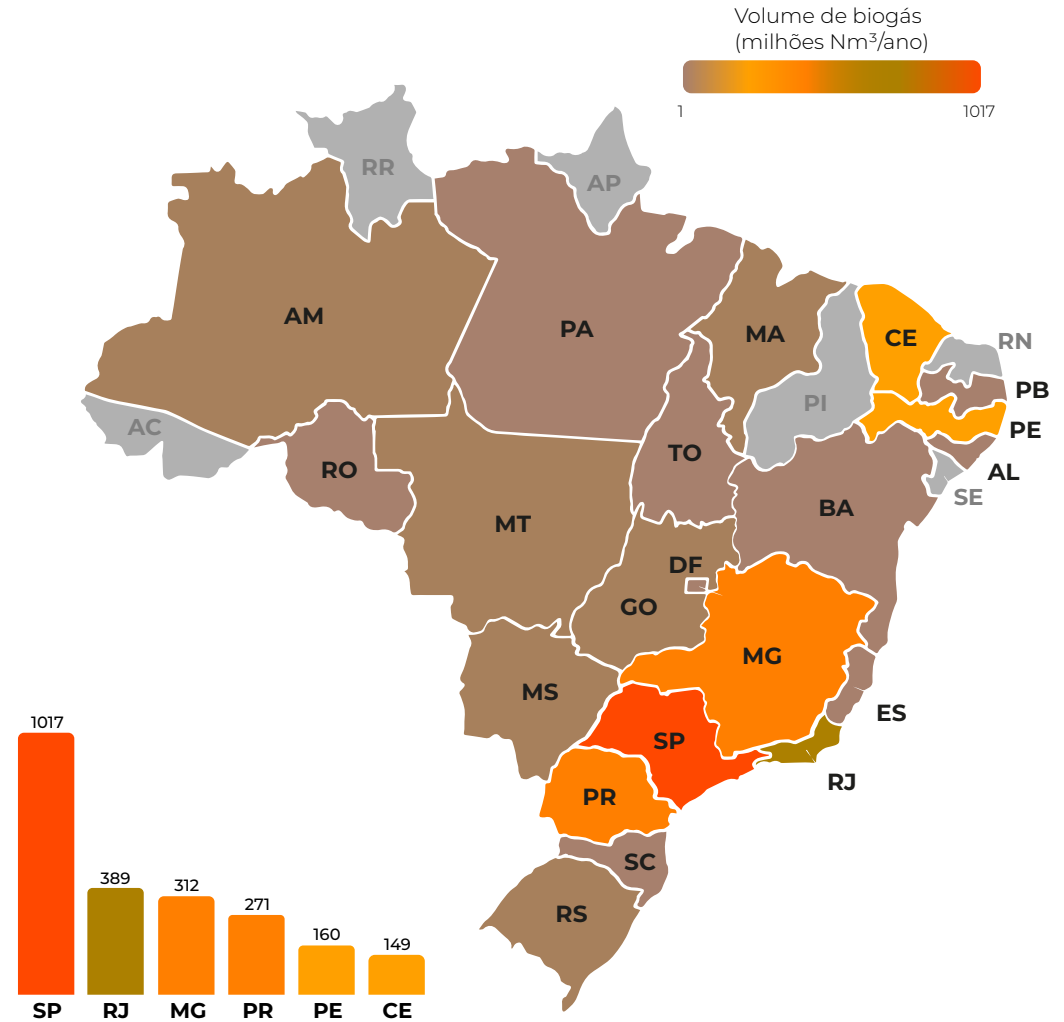 Volume de biogás
(milhões Nm³/ano)
1
1017
RR
AP
AM
PA
MA
CE
RN
PB
PE
AL
SE
PI
AC
RO
TO
BA
MT
DF
GO
MG
MS
ES
SP
RJ
PR
SC
RS
1017
389
312
271
160
149
SP
RJ
MG
PR
PE
CE